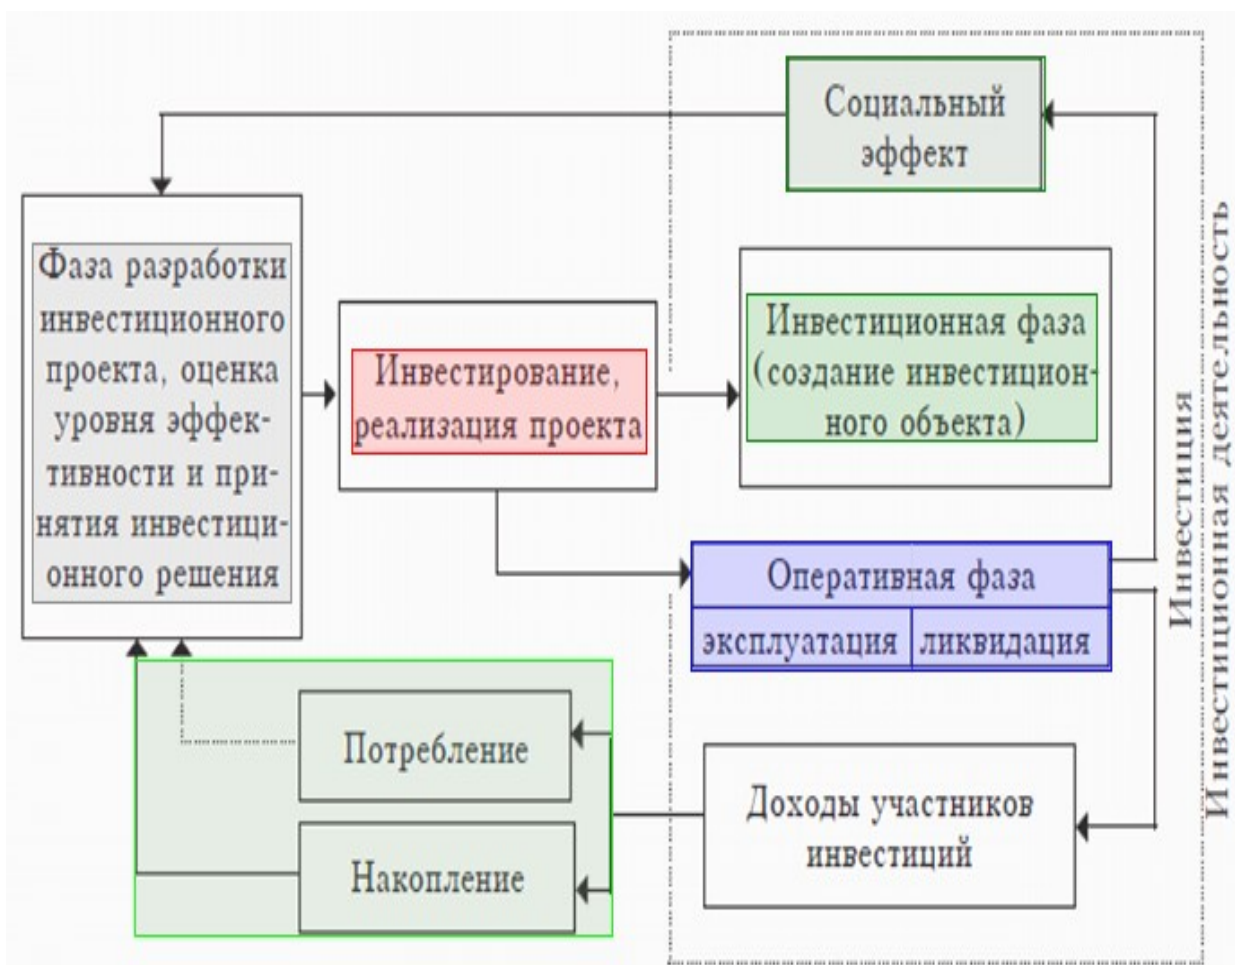 Социальный
эффект
Фаза разработки
инвестиционного
проекта, оценка
уровня эффек-
тивности и при-
нятия инвестици-
онного решения
Инвестирование,
реализация проекта
Инвестиционная фаза
(создание инвестицион-
ного объекта)
Оперативная фаза
эксплуатация
ликвидация
Потребление
Накопление
Доходы участников
инвестиций
Инвестиция
Инвестиционная деятельность